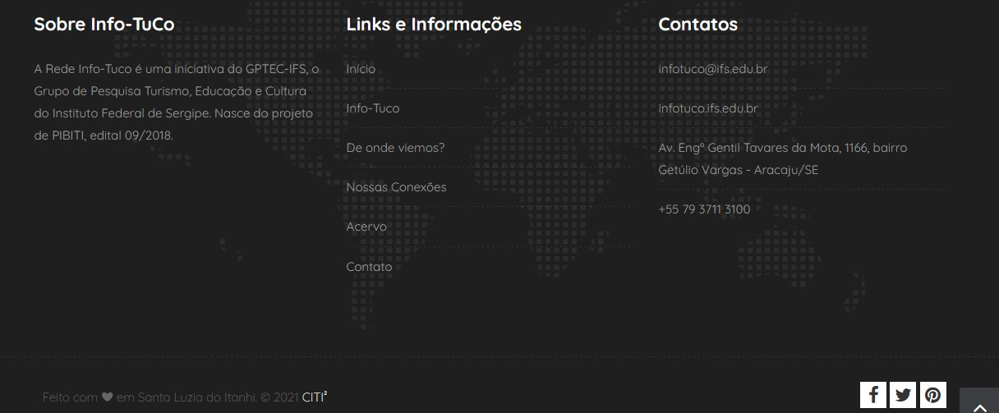 Sobre Info-TuCo
A Rede Info-Tuco é uma iniciativa do GPTEC-IFS, o
Grupo de Pesquisa Turismo, Educação e Cultura
do Instituto Federal de Sergipe. Nasce do projeto
de PIBITI, edital 09/2018.
Links e Informações
Início
Info-Tuco
De onde viemos?
Nossas Conexões
Acervo
Contato
Contatos
infotuco@ifs.edu.br
infotuco.ifs.edu.br
Av. Engº Gentil Tavares da Mota, 1166, bairro
Getúlio Vargas - Aracaju/SE
+55 79 3711 3100
Feito com ❤ em Santa Luzia do Itanhi. © 2021 CITI²